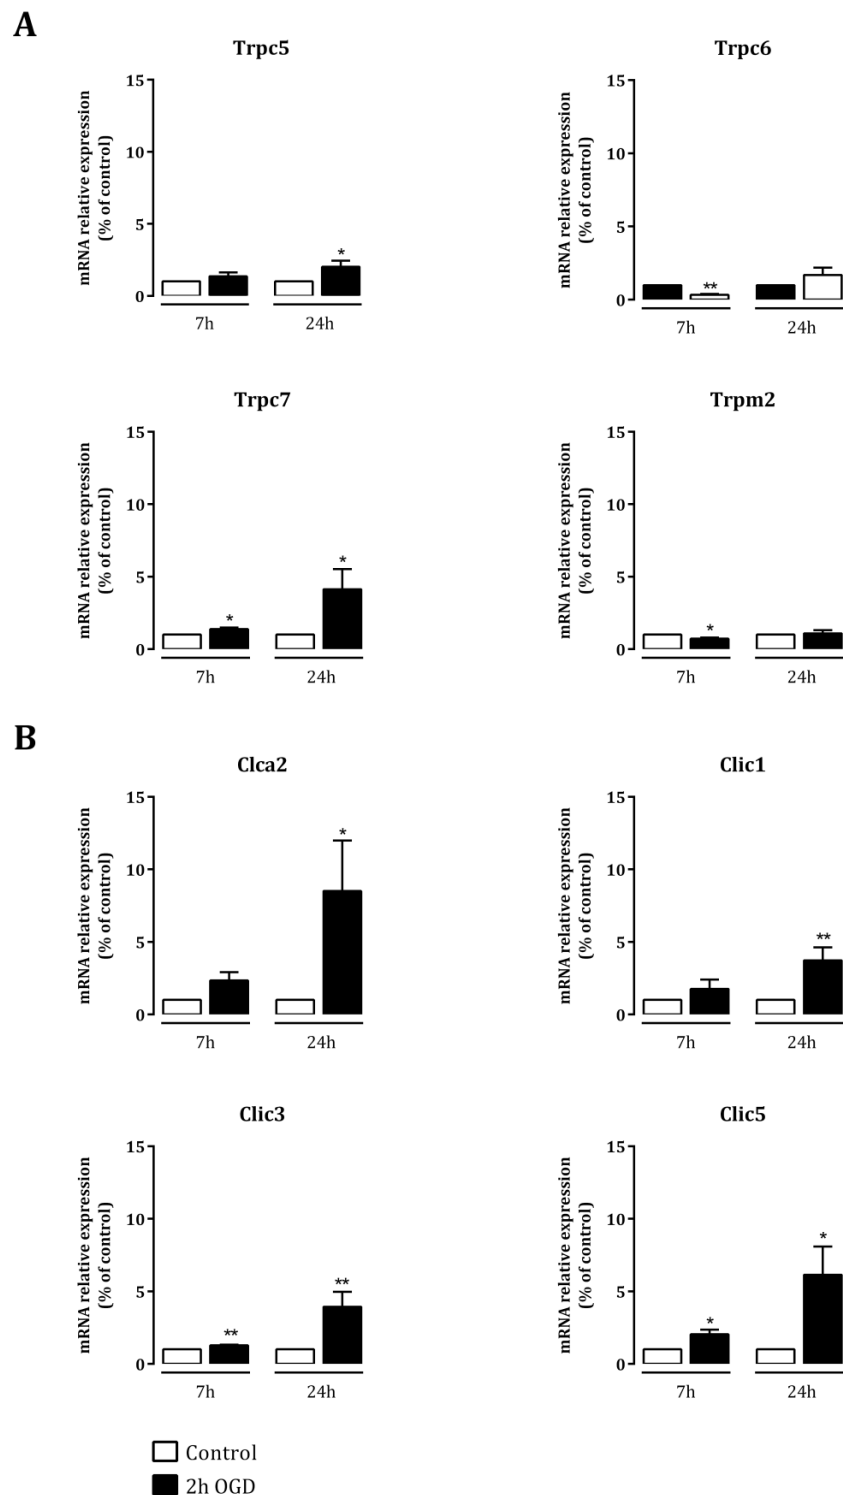 A
Trpc5
mRNA relative expression
(% of control)
15
10
5
0
*
7h
24h
Trpc6
mRNA relative expression
(% of control)
15
10
5
0
**
7h
24h
Trpc7
mRNA relative expression
(% of control)
15
10
5
0
*
*
7h
24h
Trpm2
mRNA relative expression
(% of control)
15
10
5
0
*
7h
24h
B
Clca2
mRNA relative expression
(% of control)
15
10
5
0
*
7h
24h
Clic1
mRNA relative expression
(% of control)
15
10
5
0
**
7h
24h
Clic3
mRNA relative expression
(% of control)
15
10
5
0
**
**
7h
24h
Clic5
mRNA relative expression
(% of control)
15
10
5
0
*
*
7h
24h
Control
2h OGD